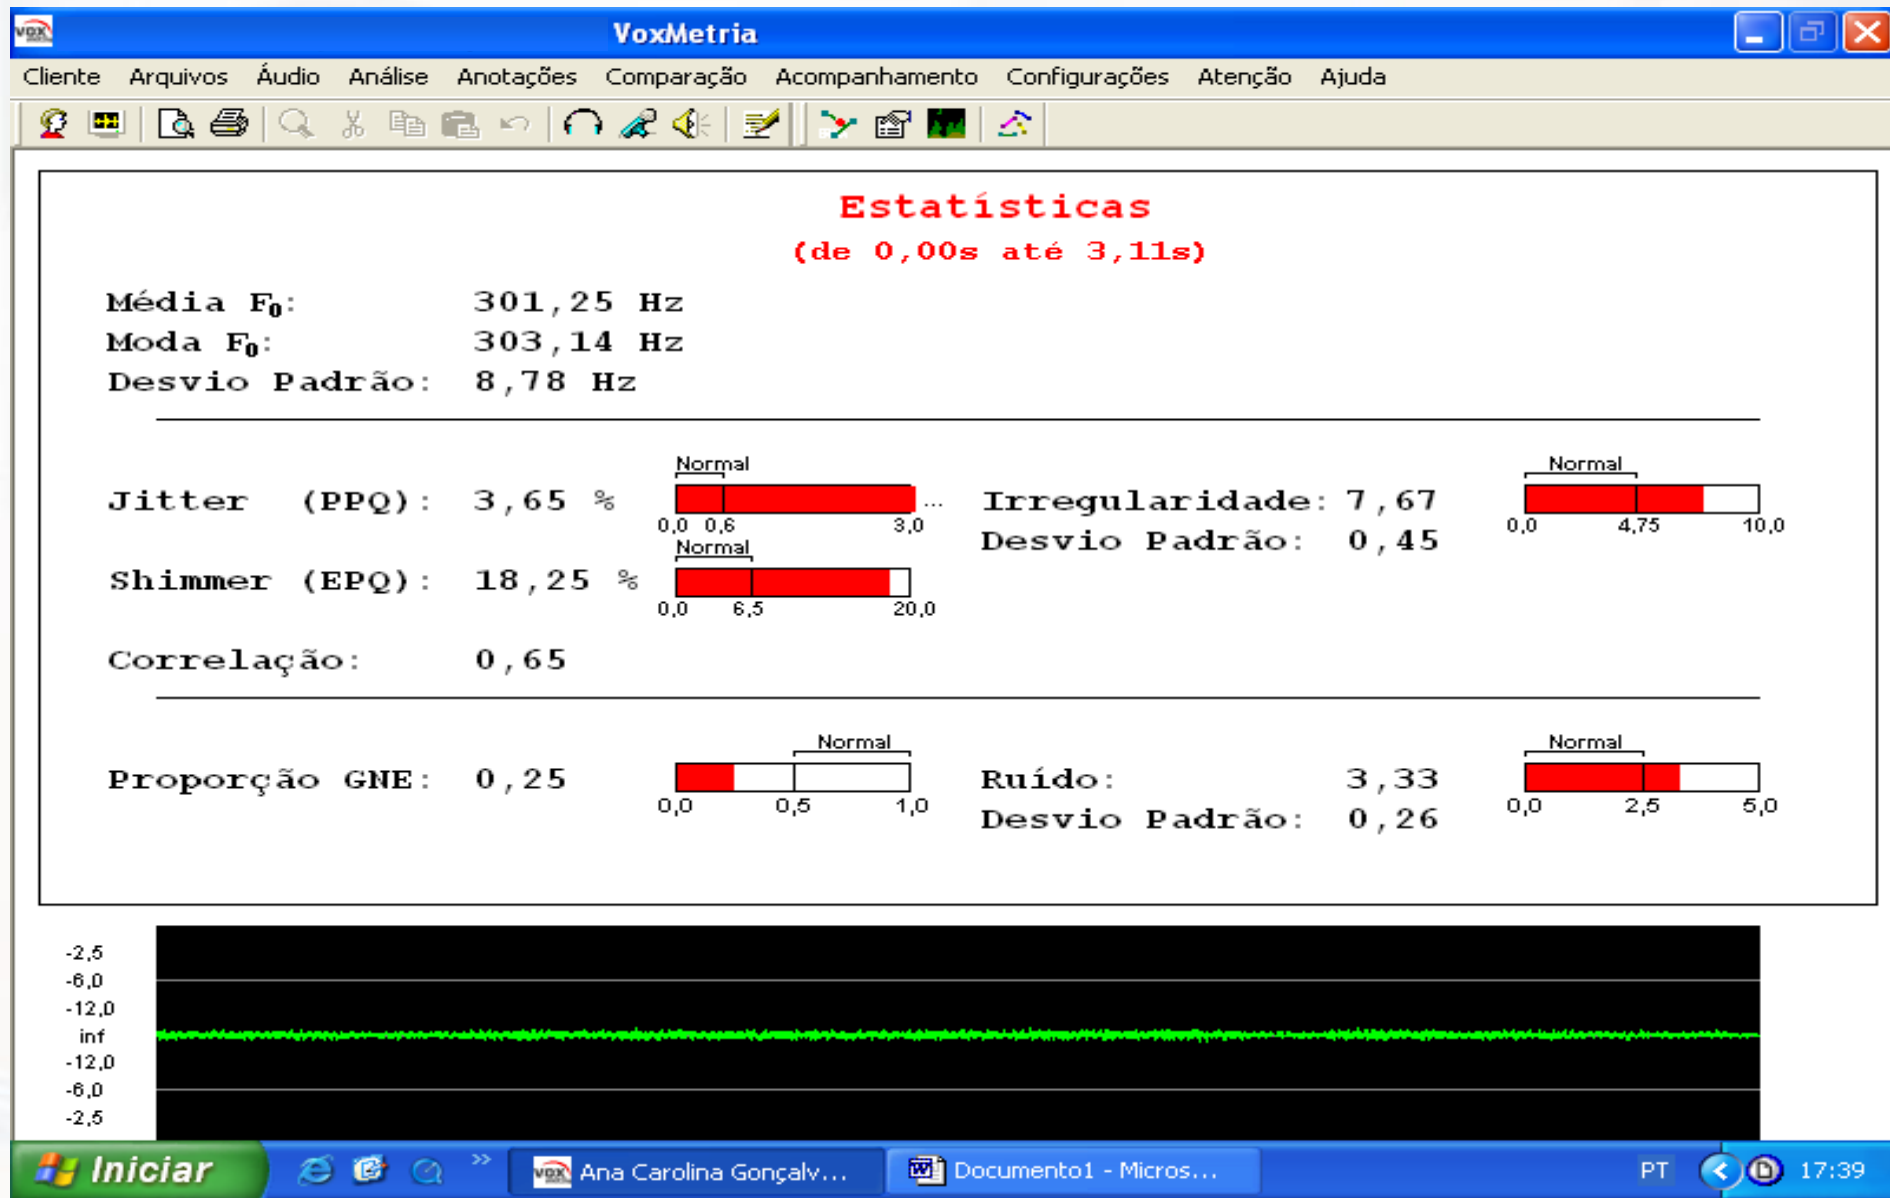 VoxMetria
Cliente Arquivos Áudio Análise Anotações Comparação Acompanhamento Configurações Atenção Ajuda
Estatísticas
(de 0,00s até 3,11s)
Média F₀: 301,25 Hz
Moda F₀: 303,14 Hz
Desvio Padrão: 8,78 Hz
Normal
Normal
Jitter (PPQ): 3,65 % ... Irregularidade: 7,67
0,0 0,6 3,0 0,0 4,75 10,0
Desvio Padrão: 0,45
Normal
Shimmer (EPQ): 18,25 %
0,0 6,5 20,0
Correlação: 0,65
Normal
Normal
Proporção GNE: 0,25 Ruído: 3,33
0,0 0,5 1,0 0,0 2,5 5,0
Desvio Padrão: 0,26
-2,5
-6,0
-12,0
inf
-12,0
-6,0
-2,5
Iniciar » vox Ana Carolina Gonçalv... Documento1 - Micros... PT 17:39